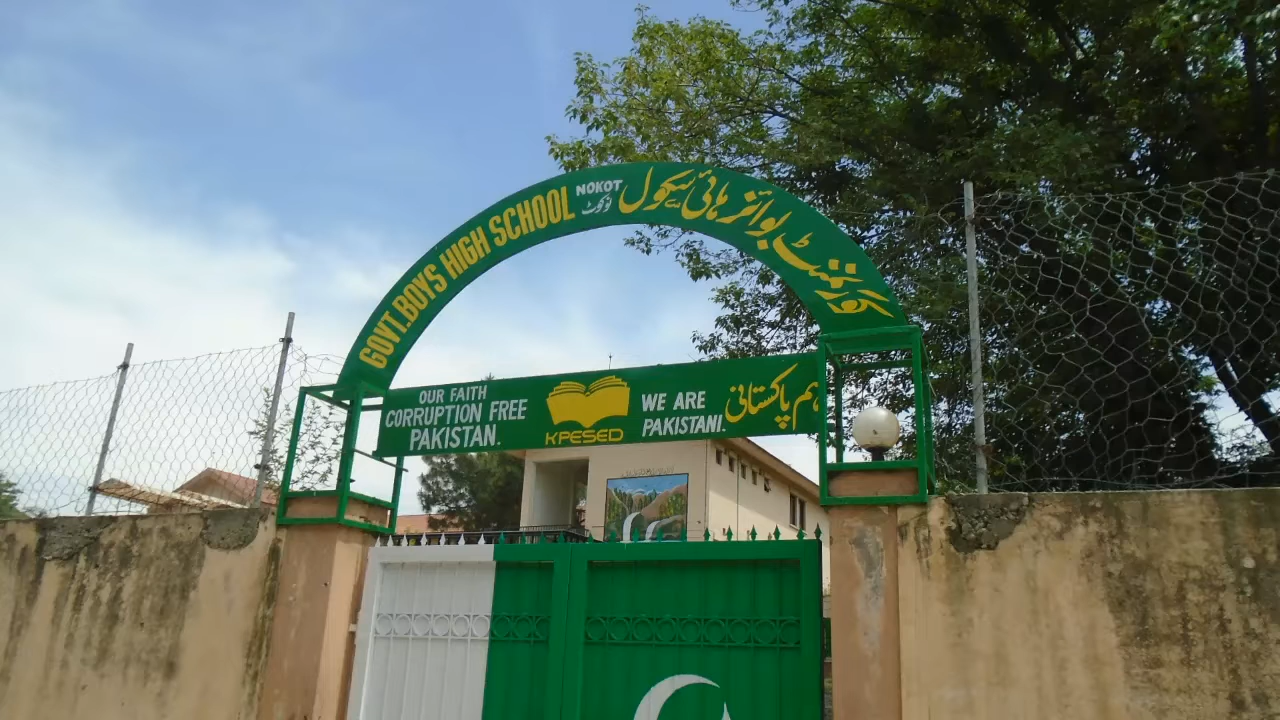 GOVT.BOYS HIGH SCHOOL
NOKOT
نوکوٹ
گورنمنٹ بوائز ہائی سکول
OUR FAITH
CORRUPTION FREE
PAKISTAN.
KPESED
WE ARE
PAKISTANI.
ہم پاکستانی